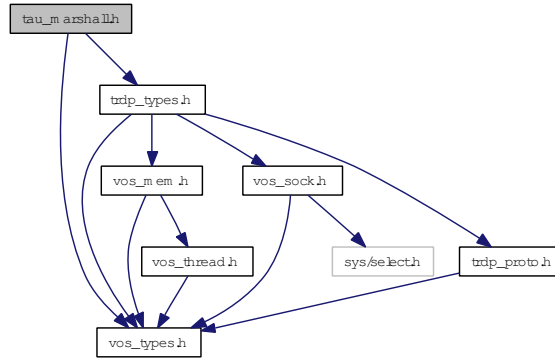 tau_marshall.h
trdp_types.h
vos_mem.h
vos_sock.h
vos_thread.h
sys/select.h
trdp_proto.h
vos_types.h